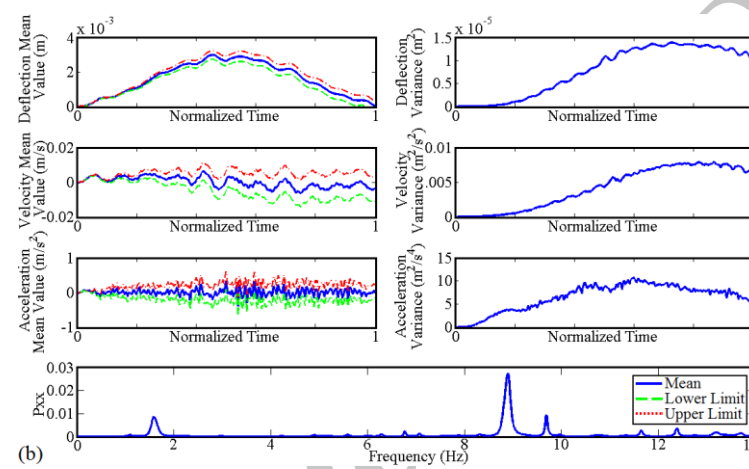 x 10⁻³
Deflection Mean
Value (m)
4
2
0
0
Normalized Time
1
x 10⁻⁵
Deflection
Variance (m²)
1.5
1
0.5
0
0
Normalized Time
Velocity Mean
Value (m/s)
0.02
0
-0.02
0
Normalized Time
1
Velocity
Variance (m²/s²)
0.01
0.005
0
0
Normalized Time
Acceleration
Mean Value (m/s²)
1
0
-1
0
Normalized Time
1
Acceleration
Variance (m²/s⁴)
15
10
5
0
0
Normalized Time
Pxx
0.03
0.02
0.01
0
0
2
4
6
8
10
12
Frequency (Hz)
Mean
Lower Limit
Upper Limit
(b)